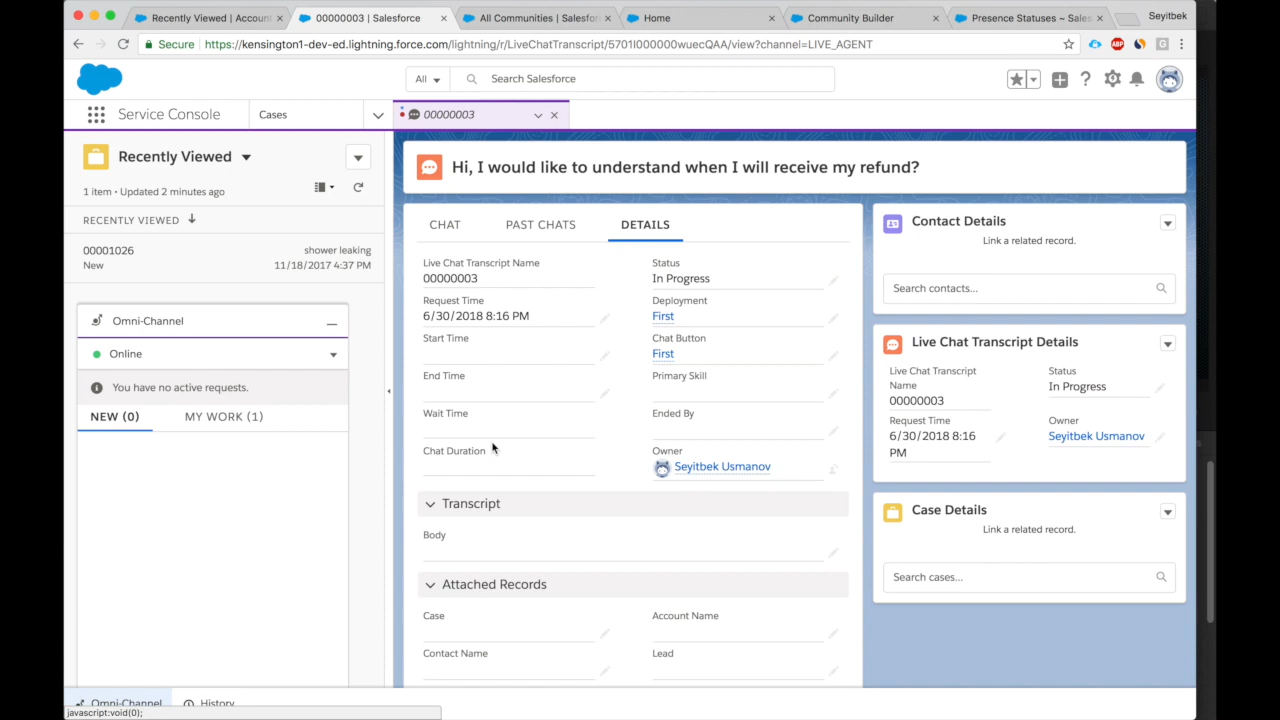 Recently Viewed | Accoun
00000003 | Salesforce
All Communities | Salesfor
Home
Community Builder
Presence Statuses ~ Sales
Seyitbek
Secure
https://kensington1-dev-ed.lightning.force.com/lightning/r/LiveChatTranscript/5701I000000wuecQAA/view?channel=LIVE_AGENT
ABP
G
All
Search Salesforce
Service Console
Cases
00000003
Recently Viewed
1 item • Updated 2 minutes ago
RECENTLY VIEWED
00001026
shower leaking
New
11/18/2017 4:37 PM
Omni-Channel
Online
You have no active requests.
NEW (0)
MY WORK (1)
Hi, I would like to understand when I will receive my refund?
CHAT
PAST CHATS
DETAILS
Live Chat Transcript Name
00000003
Status
In Progress
Request Time
6/30/2018 8:16 PM
Deployment
First
Start Time
Chat Button
First
End Time
Primary Skill
Wait Time
Ended By
Chat Duration
Owner
Seyitbek Usmanov
Transcript
Body
Attached Records
Case
Account Name
Contact Name
Lead
Contact Details
Link a related record.
Search contacts...
Live Chat Transcript Details
Live Chat Transcript
Name
00000003
Status
In Progress
Request Time
6/30/2018 8:16
PM
Owner
Seyitbek Usmanov
Case Details
Link a related record.
Search cases...
Omni-Channel
History
javascript:void(0);